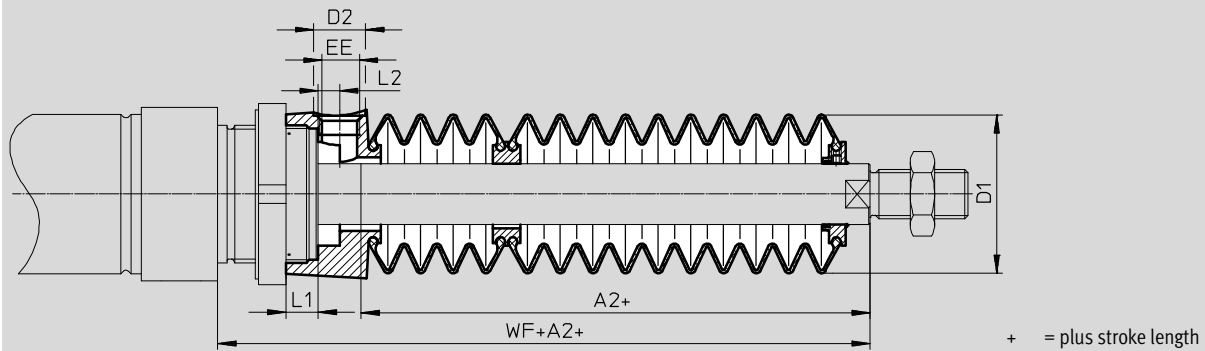 D2
EE
L2
D1
L1
A2+
WF+A2+
+ = plus stroke length